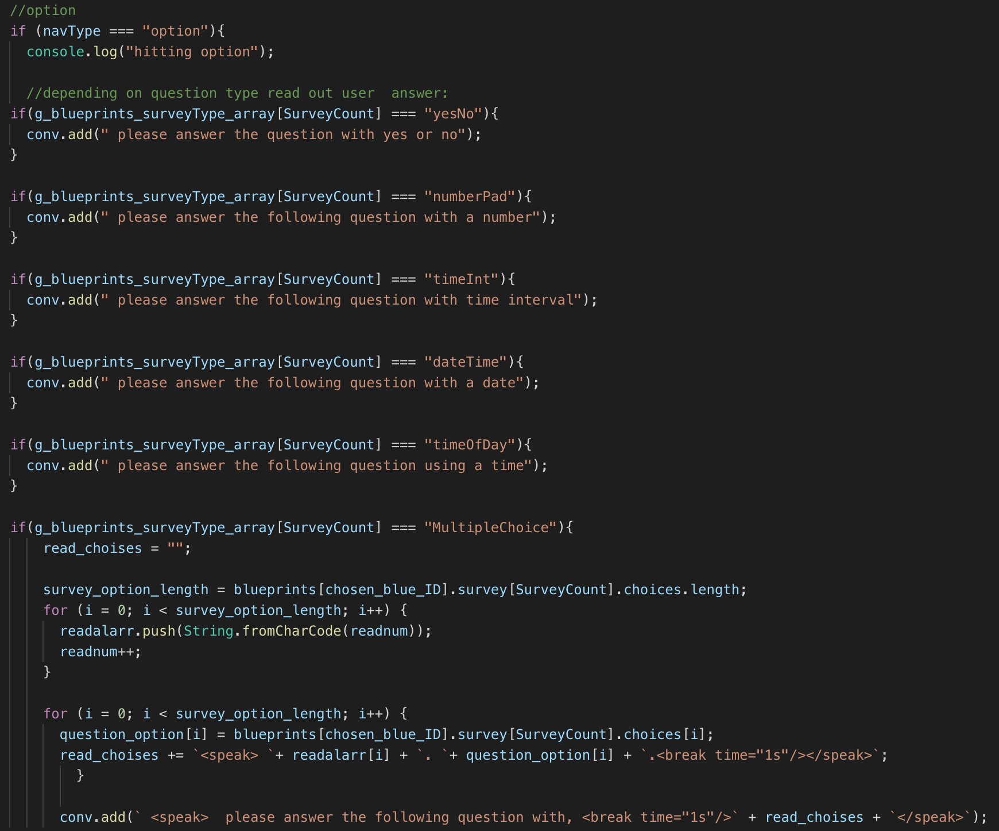 //option
if (navType === "option"){
  console.log("hitting option");

  //depending on question type read out user  answer:
if(g_blueprints_surveyType_array[SurveyCount] === "yesNo"){
  conv.add(" please answer the question with yes or no");
}

if(g_blueprints_surveyType_array[SurveyCount] === "numberPad"){
  conv.add(" please answer the following question with a number");
}

if(g_blueprints_surveyType_array[SurveyCount] === "timeInt"){
  conv.add(" please answer the following question with time interval");
}

if(g_blueprints_surveyType_array[SurveyCount] === "dateTime"){
  conv.add(" please answer the following question with a date");
}

if(g_blueprints_surveyType_array[SurveyCount] === "timeOfDay"){
  conv.add(" please answer the following question using a time");
}

if(g_blueprints_surveyType_array[SurveyCount] === "MultipleChoice"){
    read_choises = "";

    survey_option_length = blueprints[chosen_blue_ID].survey[SurveyCount].choices.length;
    for (i = 0; i < survey_option_length; i++) {
      readalarr.push(String.fromCharCode(readnum));
      readnum++;
    }

    for (i = 0; i < survey_option_length; i++) {
      question_option[i] = blueprints[chosen_blue_ID].survey[SurveyCount].choices[i];
      read_choises += `<speak> `+ readalarr[i] + `. `+ question_option[i] + `.<break time="1s"/></speak>`;
        }

      conv.add(` <speak>  please answer the following question with, <break time="1s"/>` + read_choises + `</speak>`);